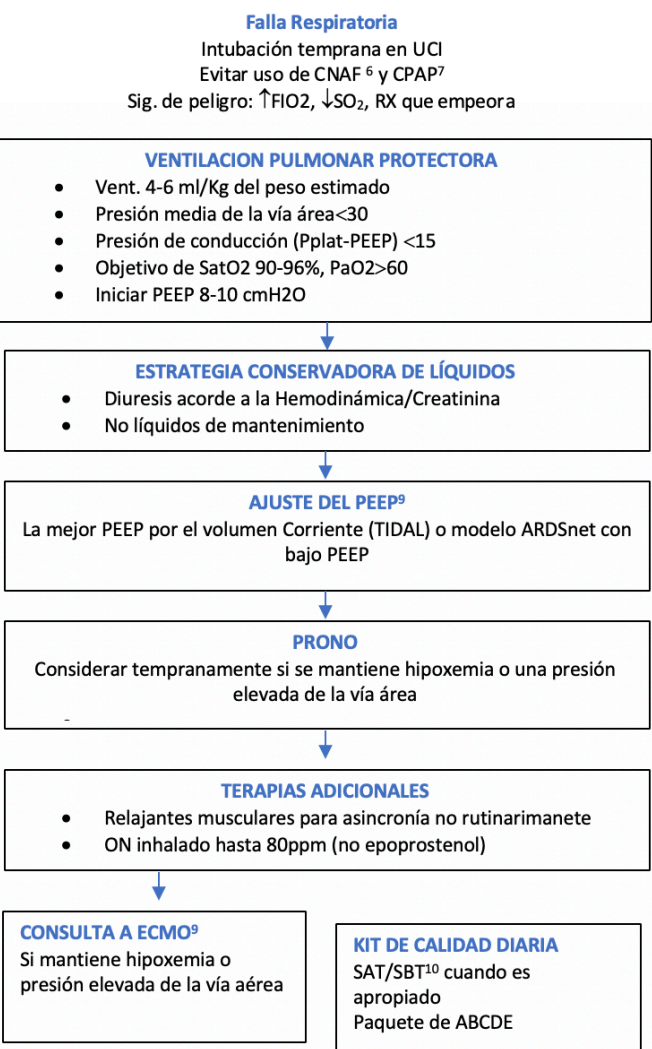 Falla Respiratoria
Intubación temprana en UCI
Evitar uso de CNAF ⁶ y CPAP⁷
Sig. de peligro: ↑FIO2, ↓SO₂, RX que empeora
VENTILACION PULMONAR PROTECTORA
• Vent. 4-6 ml/Kg del peso estimado
• Presión media de la vía área<30
• Presión de conducción (Pplat-PEEP) <15
• Objetivo de SatO2 90-96%, PaO2>60
• Iniciar PEEP 8-10 cmH2O
ESTRATEGIA CONSERVADORA DE LÍQUIDOS
• Diuresis acorde a la Hemodinámica/Creatinina
• No líquidos de mantenimiento
AJUSTE DEL PEEP⁹
La mejor PEEP por el volumen Corriente (TIDAL) o modelo ARDSnet con
bajo PEEP
PRONO
Considerar tempranamente si se mantiene hipoxemia o una presión
elevada de la vía área
TERAPIAS ADICIONALES
• Relajantes musculares para asincronía no rutinarimanete
• ON inhalado hasta 80ppm (no epoprostenol)
CONSULTA A ECMO⁹
Si mantiene hipoxemia o
presión elevada de la vía aérea
KIT DE CALIDAD DIARIA
SAT/SBT¹⁰ cuando es
apropiado
Paquete de ABCDE